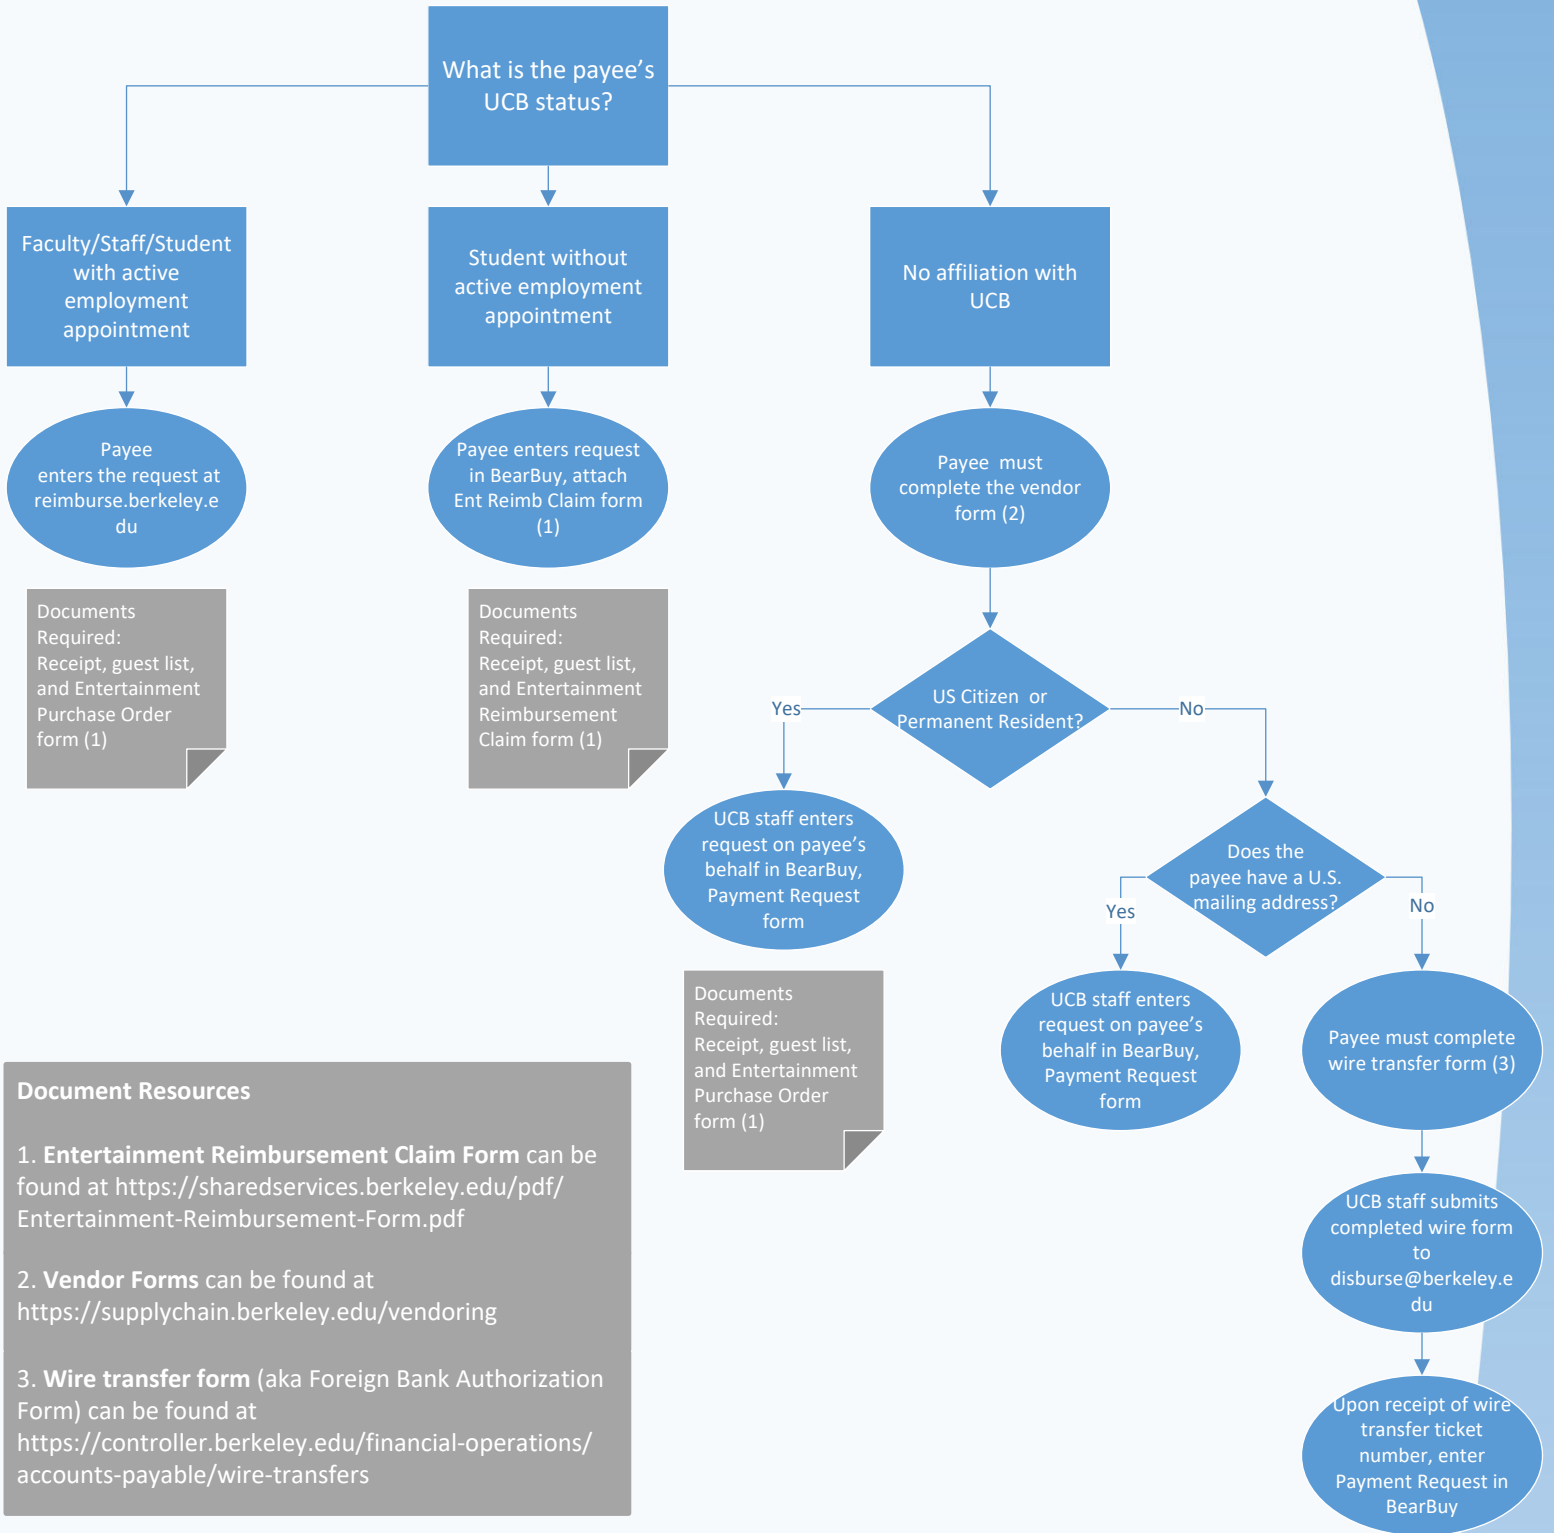 What is the payee's
UCB status?
Faculty/Staff/Student
with active
employment
appointment
Student without
active employment
appointment
No affiliation with
UCB
Payee
enters the request at
reimburse.berkeley.e
du
Payee enters request
in BearBuy, attach
Ent Reimb Claim form
(1)
Payee  must
complete the vendor
form (2)
Documents
Required:
Receipt, guest list,
and Entertainment
Purchase Order
form (1)
Documents
Required:
Receipt, guest list,
and Entertainment
Reimbursement
Claim form (1)
US Citizen  or
Permanent Resident?
Yes
No
UCB staff enters
request on payee's
behalf in BearBuy,
Payment Request
form
Does the
payee have a U.S.
mailing address?
Yes
No
Documents
Required:
Receipt, guest list,
and Entertainment
Purchase Order
form (1)
UCB staff enters
request on payee's
behalf in BearBuy,
Payment Request
form
Payee must complete
wire transfer form (3)
UCB staff submits
completed wire form
to
disburse@berkeley.e
du
Upon receipt of wire
transfer ticket
number, enter
Payment Request in
BearBuy
Document Resources
1. Entertainment Reimbursement Claim Form can be
found at https://sharedservices.berkeley.edu/pdf/
Entertainment-Reimbursement-Form.pdf
2. Vendor Forms can be found at
https://supplychain.berkeley.edu/vendoring
3. Wire transfer form (aka Foreign Bank Authorization
Form) can be found at
https://controller.berkeley.edu/financial-operations/
accounts-payable/wire-transfers